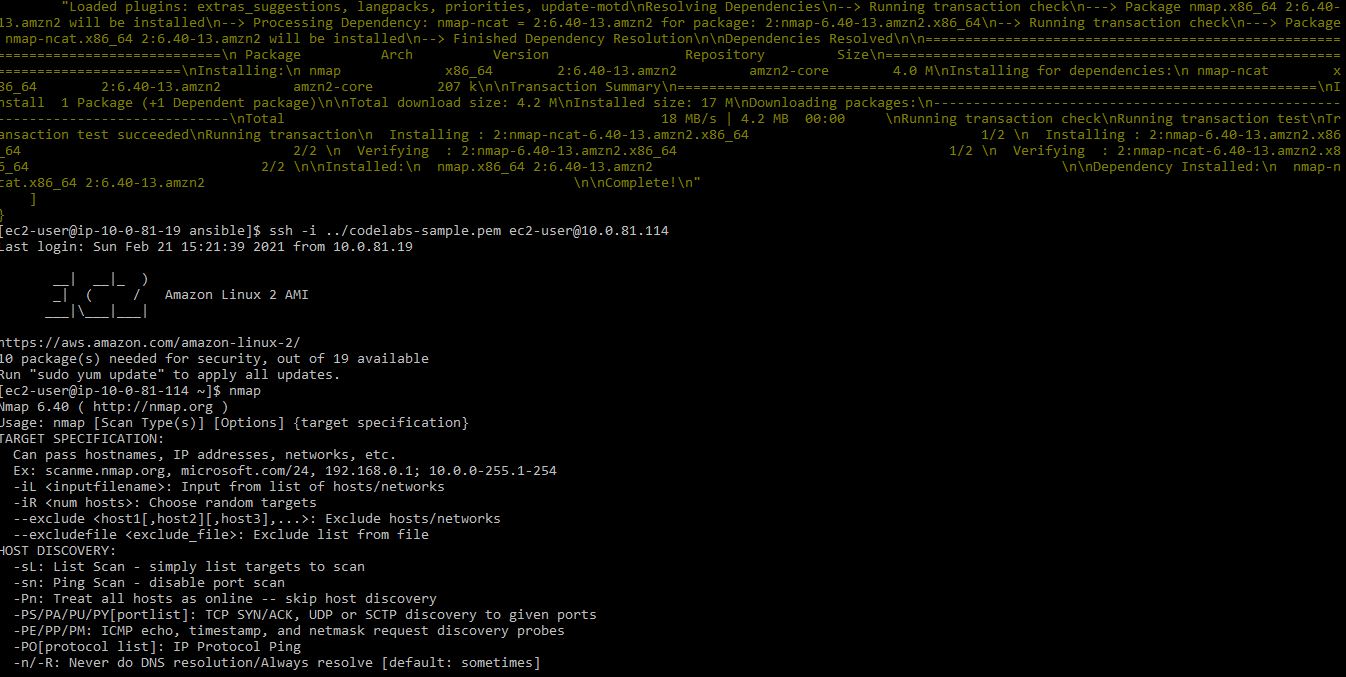 "Loaded plugins: extras_suggestions, langpacks, priorities, update-motd\nResolving Dependencies\n--> Running transaction check\n---> Package nmap.x86_64 2:6.40-
13.amzn2 will be installed\n--> Processing Dependency: nmap-ncat = 2:6.40-13.amzn2 for package: 2:nmap-6.40-13.amzn2.x86_64\n--> Running transaction check\n---> Package
 nmap-ncat.x86_64 2:6.40-13.amzn2 will be installed\n--> Finished Dependency Resolution\n\nDependencies Resolved\n\n====================================================
============================\n Package          Arch          Version                 Repository         Size\n==========================================================
=======================\nInstalling:\n nmap             x86_64        2:6.40-13.amzn2         amzn2-core         4.0 M\nInstalling for dependencies:\n nmap-ncat        x
86_64        2:6.40-13.amzn2         amzn2-core         207 k\n\nTransaction Summary\n================================================================================\nI
nstall  1 Package (+1 Dependent package)\n\nTotal download size: 4.2 M\nInstalled size: 17 M\nDownloading packages:\n---------------------------------------------------
-----------------------------\nTotal                                               18 MB/s | 4.2 MB  00:00     \nRunning transaction check\nRunning transaction test\nTr
ansaction test succeeded\nRunning transaction\n  Installing : 2:nmap-ncat-6.40-13.amzn2.x86_64                             1/2 \n  Installing : 2:nmap-6.40-13.amzn2.x86
_64                                  2/2 \n  Verifying  : 2:nmap-6.40-13.amzn2.x86_64                                  1/2 \n  Verifying  : 2:nmap-ncat-6.40-13.amzn2.x8
6_64                             2/2 \n\nInstalled:\n  nmap.x86_64 2:6.40-13.amzn2                                                   \n\nDependency Installed:\n  nmap-n
cat.x86_64 2:6.40-13.amzn2                                              \n\nComplete!\n"
    ]
}
[ec2-user@ip-10-0-81-19 ansible]$ ssh -i ../codelabs-sample.pem ec2-user@10.0.81.114
Last login: Sun Feb 21 15:21:39 2021 from 10.0.81.19

       __|  __|_  )
       _|  (     /   Amazon Linux 2 AMI
      ___|\___|___|

https://aws.amazon.com/amazon-linux-2/
10 package(s) needed for security, out of 19 available
Run "sudo yum update" to apply all updates.
[ec2-user@ip-10-0-81-114 ~]$ nmap
Nmap 6.40 ( http://nmap.org )
Usage: nmap [Scan Type(s)] [Options] {target specification}
TARGET SPECIFICATION:
  Can pass hostnames, IP addresses, networks, etc.
  Ex: scanme.nmap.org, microsoft.com/24, 192.168.0.1; 10.0.0-255.1-254
  -iL <inputfilename>: Input from list of hosts/networks
  -iR <num hosts>: Choose random targets
  --exclude <host1[,host2][,host3],...>: Exclude hosts/networks
  --excludefile <exclude_file>: Exclude list from file
HOST DISCOVERY:
  -sL: List Scan - simply list targets to scan
  -sn: Ping Scan - disable port scan
  -Pn: Treat all hosts as online -- skip host discovery
  -PS/PA/PU/PY[portlist]: TCP SYN/ACK, UDP or SCTP discovery to given ports
  -PE/PP/PM: ICMP echo, timestamp, and netmask request discovery probes
  -PO[protocol list]: IP Protocol Ping
  -n/-R: Never do DNS resolution/Always resolve [default: sometimes]